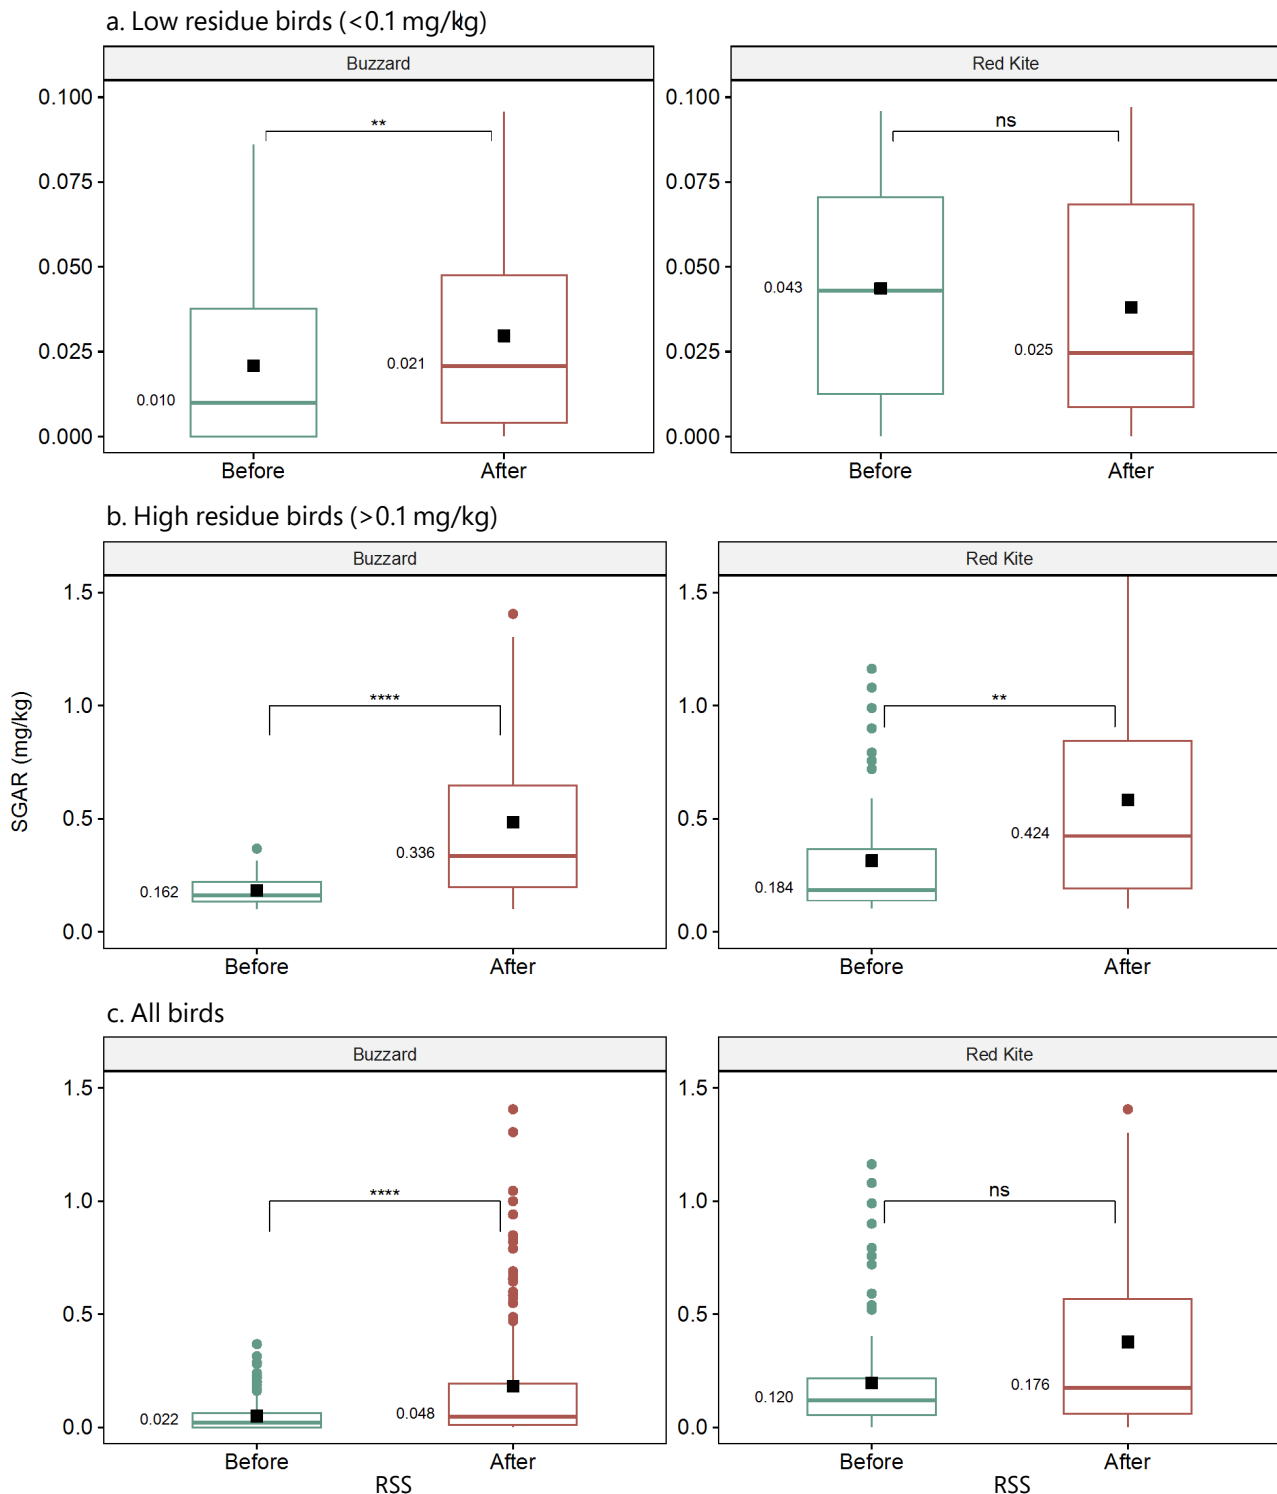 a. Low residue birds (<0.1 mg/kg)
Buzzard
Red Kite
0.100
0.075
0.050
0.025
0.000
**
0.010
0.021
Before
After
0.100
0.075
0.050
0.025
0.000
ns
0.043
0.025
Before
After
b. High residue birds (>0.1 mg/kg)
Buzzard
Red Kite
SGAR (mg/kg)
1.5
1.0
0.5
0.0
****
0.162
0.336
Before
After
1.5
1.0
0.5
0.0
**
0.184
0.424
Before
After
c. All birds
Buzzard
Red Kite
1.5
1.0
0.5
0.0
****
0.022
0.048
Before
After
RSS
1.5
1.0
0.5
0.0
ns
0.120
0.176
Before
After
RSS